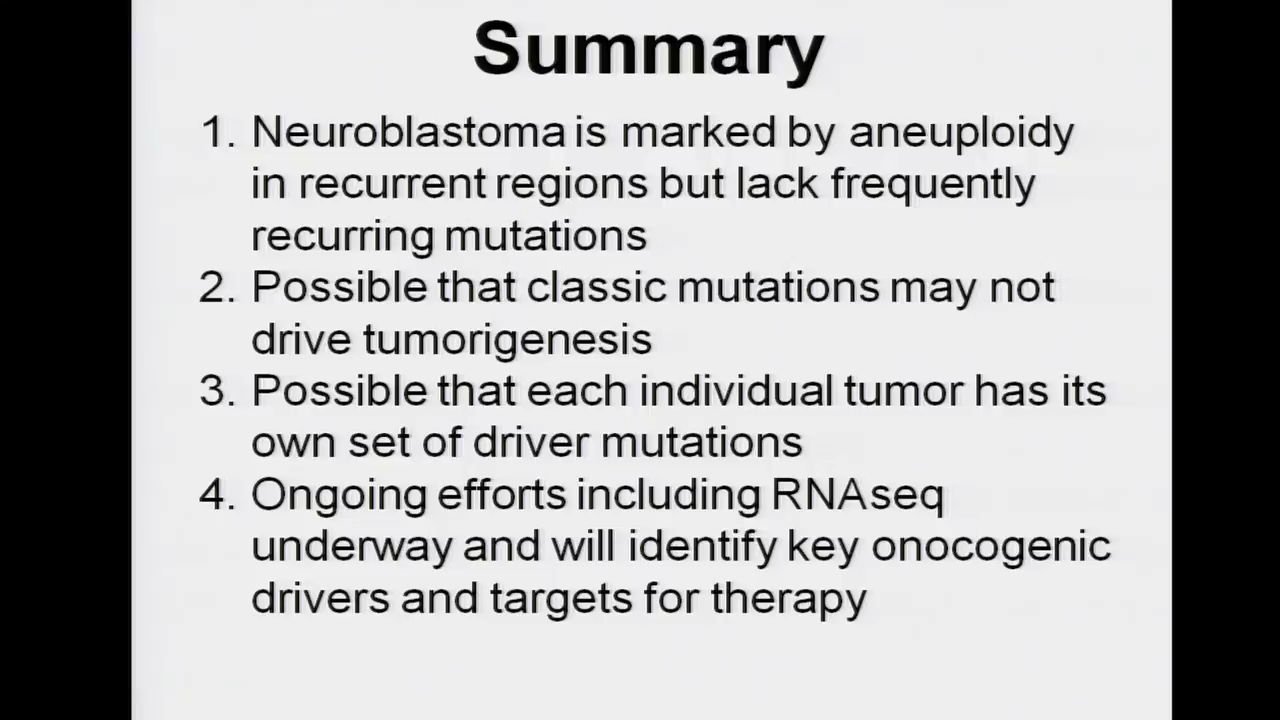 Summary
1. Neuroblastoma is marked by aneuploidy
in recurrent regions but lack frequently
recurring mutations
2. Possible that classic mutations may not
drive tumorigenesis
3. Possible that each individual tumor has its
own set of driver mutations
4. Ongoing efforts including RNAseq
underway and will identify key onocogenic
drivers and targets for therapy